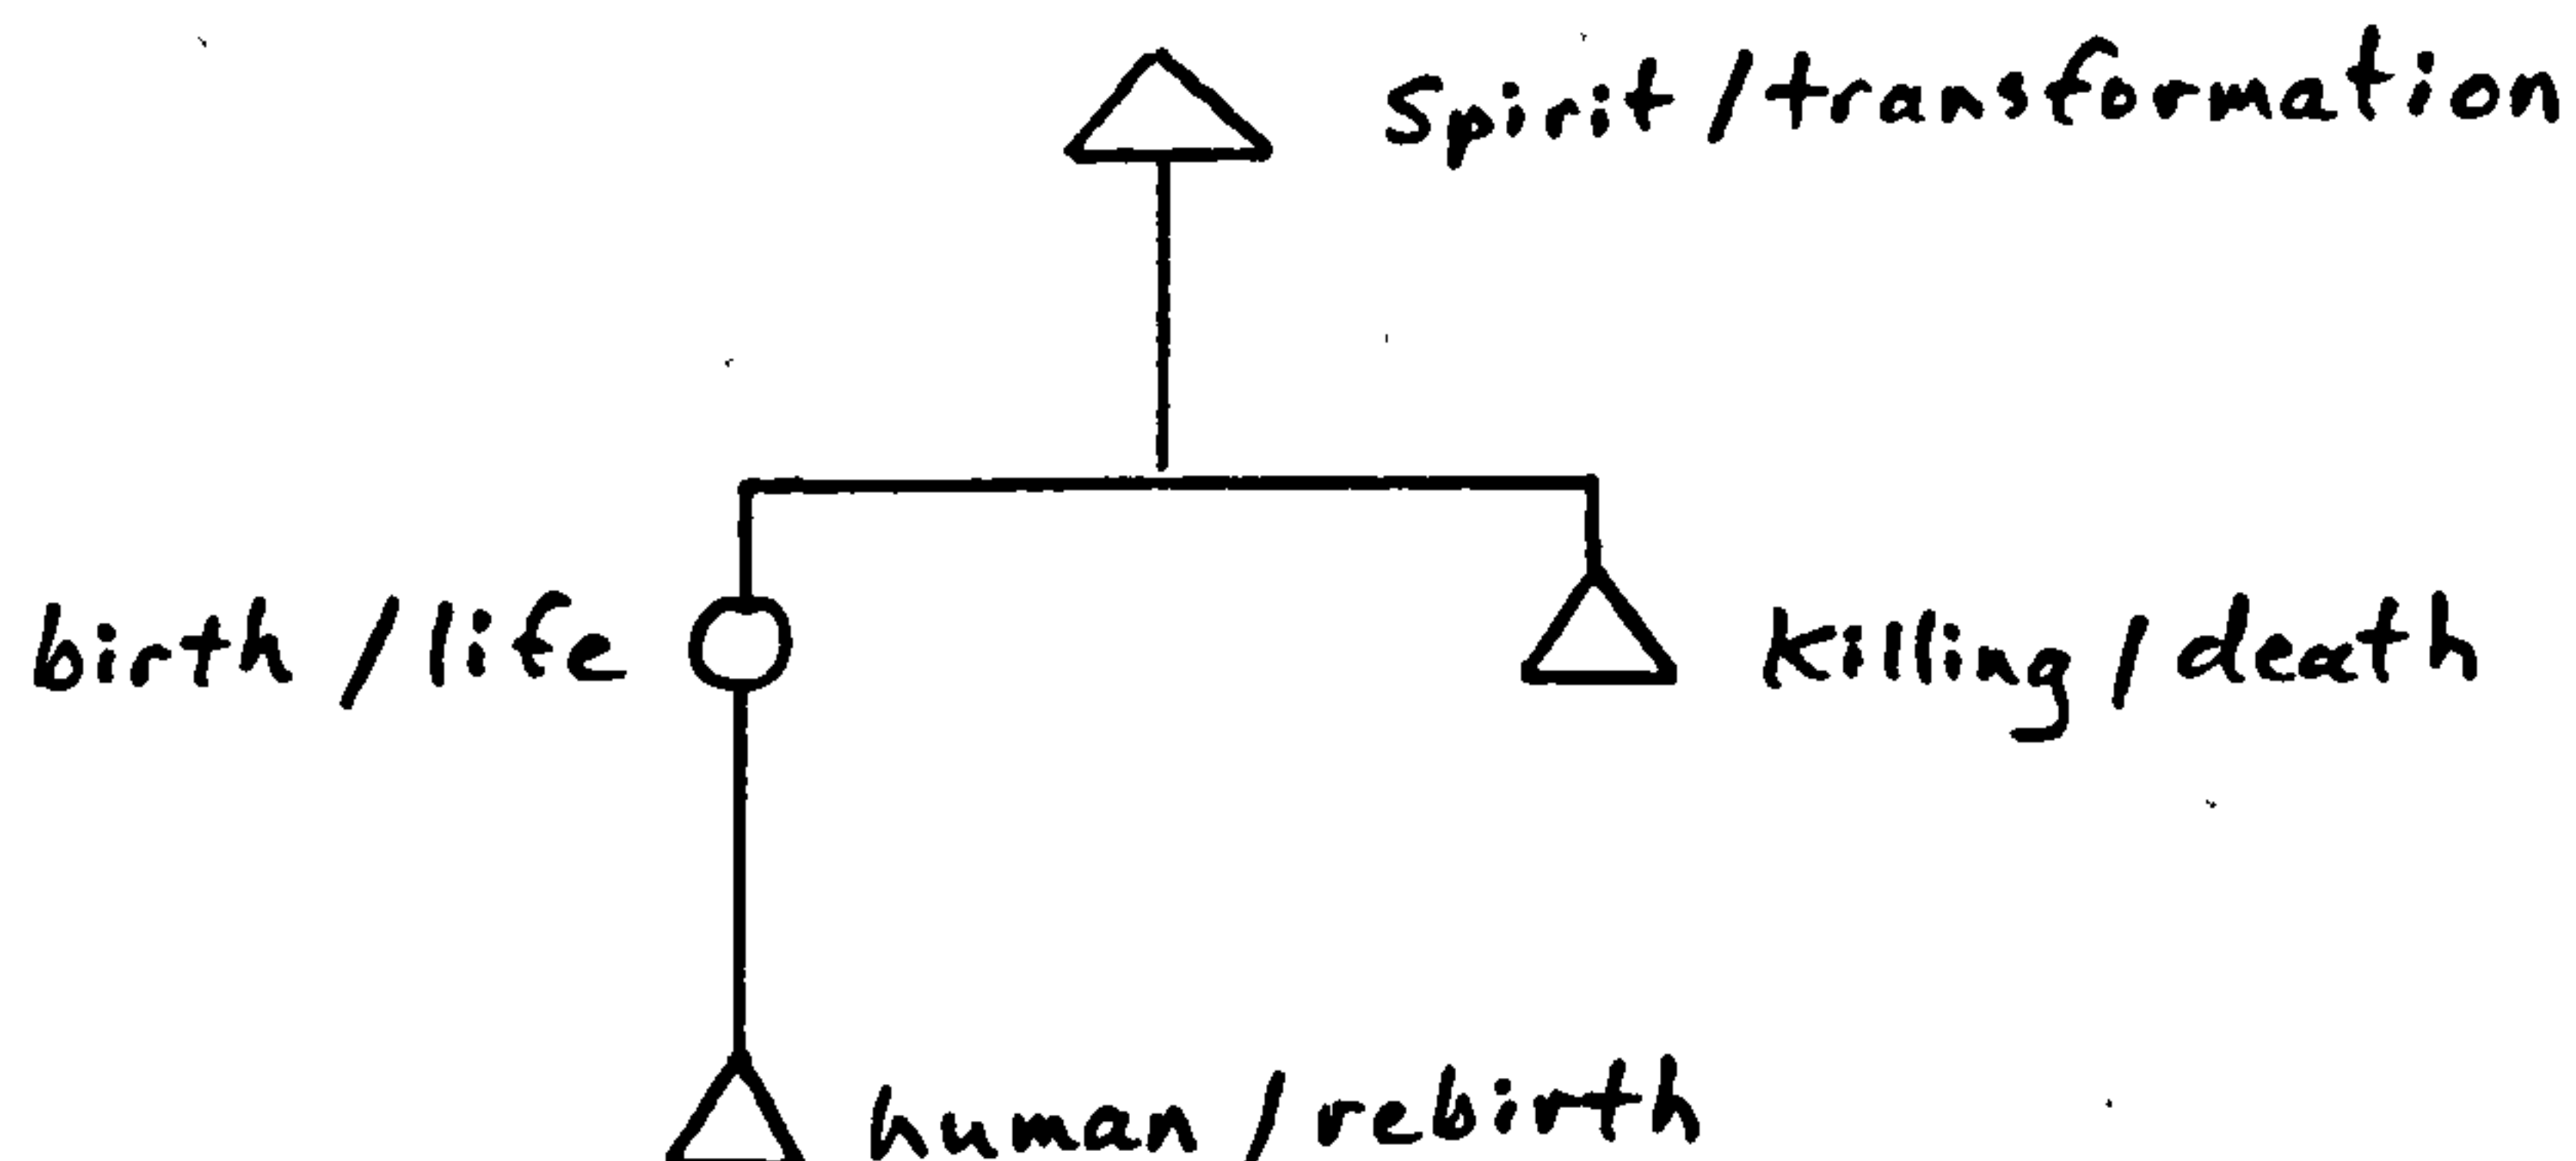 Spirit / transformation
birth / life
Killing / death
human / rebirth